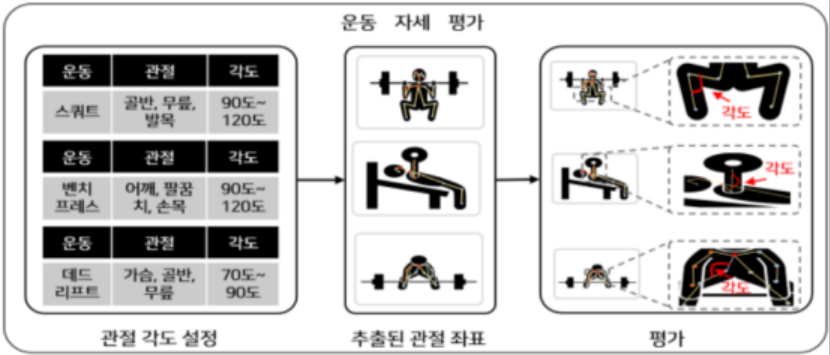 운동 자세 평가
운동 관절 각도
스쿼트 골반, 무릎, 발목 90도~ 120도
운동 관절 각도
벤치 프레스 어깨, 팔꿈치, 손목 90도~ 120도
운동 관절 각도
데드 리프트 가슴, 골반, 무릎 70도~ 90도
각도
각도
각도
관절 각도 설정
추출된 관절 좌표
평가